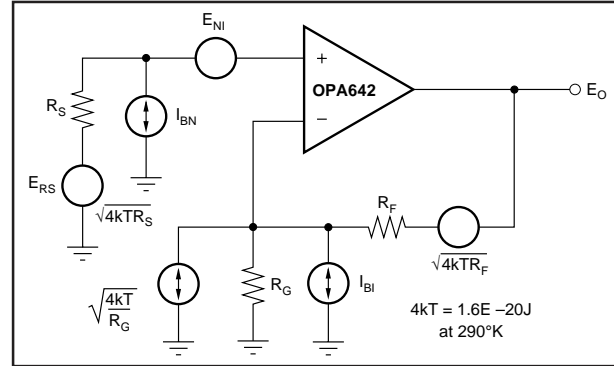 E_NI
+
OPA642
−
E_O
R_S
I_BN
E_RS
√4kTR_S
R_F
√4kTR_F
√4kT/R_G
R_G
I_BI
4kT = 1.6E –20J
at 290°K